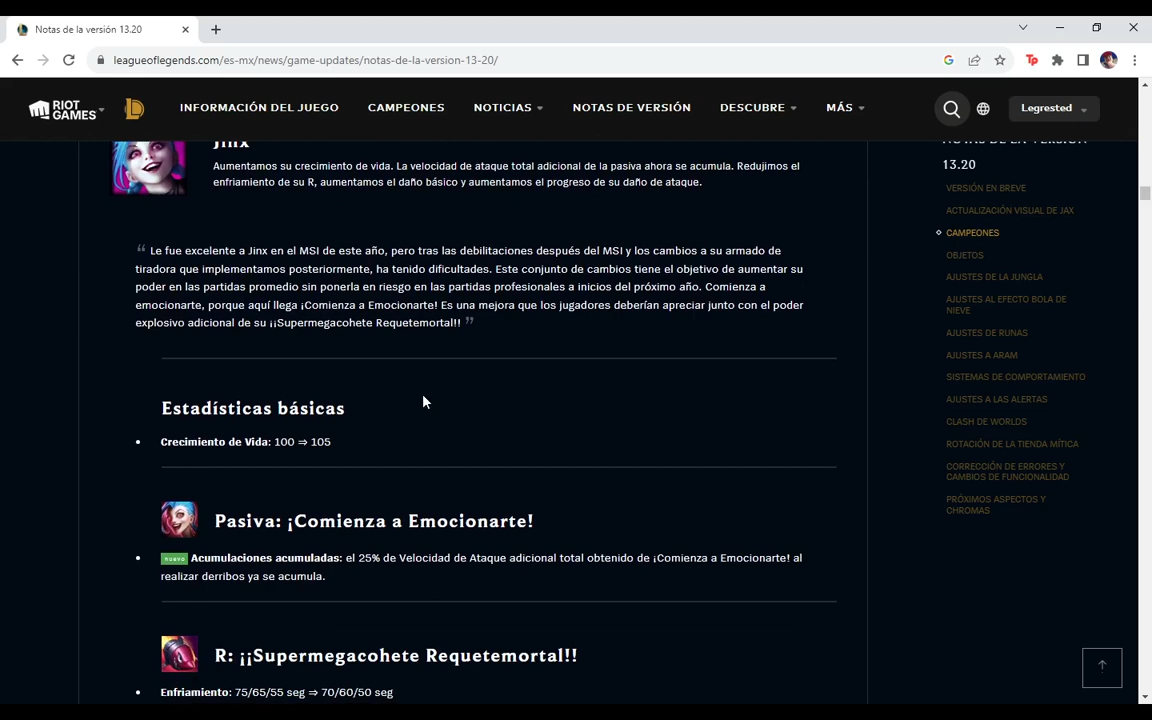 Notas de la versión 13.20
leagueoflegends.com/es-mx/news/game-updates/notas-de-la-version-13-20/
RIOT GAMES
INFORMACIÓN DEL JUEGO
CAMPEONES
NOTICIAS
NOTAS DE VERSIÓN
DESCUBRE
MÁS
Legrested
Jinx
Aumentamos su crecimiento de vida. La velocidad de ataque total adicional de la pasiva ahora se acumula. Redujimos el
enfriamiento de su R, aumentamos el daño básico y aumentamos el progreso de su daño de ataque.
“ Le fue excelente a Jinx en el MSI de este año, pero tras las debilitaciones después del MSI y los cambios a su armado de
tiradora que implementamos posteriormente, ha tenido dificultades. Este conjunto de cambios tiene el objetivo de aumentar su
poder en las partidas promedio sin ponerla en riesgo en las partidas profesionales a inicios del próximo año. Comienza a
emocionarte, porque aquí llega ¡Comienza a Emocionarte! Es una mejora que los jugadores deberían apreciar junto con el poder
explosivo adicional de su ¡¡Supermegacohete Requetemortal!! ”
Estadísticas básicas
• Crecimiento de Vida: 100 ⇒ 105
Pasiva: ¡Comienza a Emocionarte!
• nuevo Acumulaciones acumuladas: el 25% de Velocidad de Ataque adicional total obtenido de ¡Comienza a Emocionarte! al
realizar derribos ya se acumula.
R: ¡¡Supermegacohete Requetemortal!!
• Enfriamiento: 75/65/55 seg ⇒ 70/60/50 seg
NOTAS DE LA VERSIÓN
13.20
VERSIÓN EN BREVE
ACTUALIZACIÓN VISUAL DE JAX
CAMPEONES
OBJETOS
AJUSTES DE LA JUNGLA
AJUSTES AL EFECTO BOLA DE
NIEVE
AJUSTES DE RUNAS
AJUSTES A ARAM
SISTEMAS DE COMPORTAMIENTO
AJUSTES A LAS ALERTAS
CLASH DE WORLDS
ROTACIÓN DE LA TIENDA MÍTICA
CORRECCIÓN DE ERRORES Y
CAMBIOS DE FUNCIONALIDAD
PRÓXIMOS ASPECTOS Y
CHROMAS